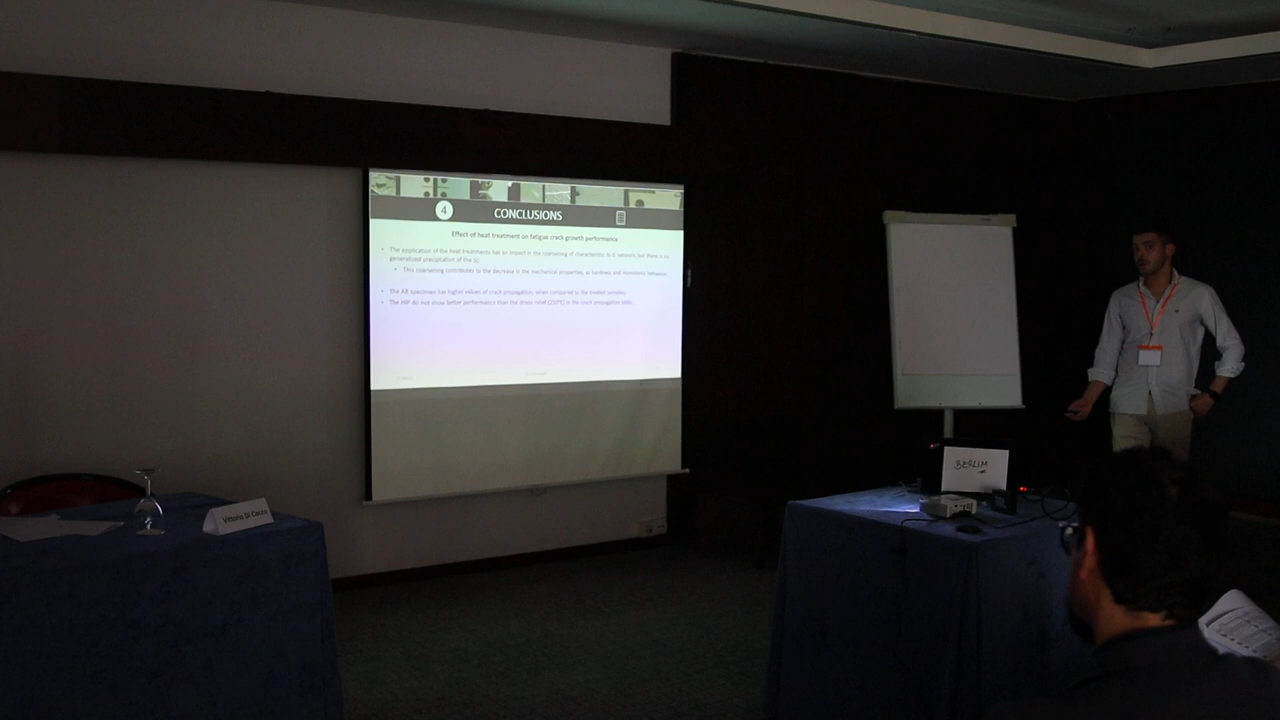 4 CONCLUSIONS
Effect of heat treatment on fatigue crack growth performance
• The application of the heat treatments has an impact in the coarsening of characteristic Al-Si network, but there is no
generalized precipitation of the Si;
• This coarsening contributes to the decrease in the mechanical properties, as hardness and monotonic behaviour.
• The AB specimen has higher values of crack propagation, when compared to the treated samples;
• The HIP do not show better performance than the stress relief in the crack propagation tests;
BESLIM
Vittorio Di Cocco